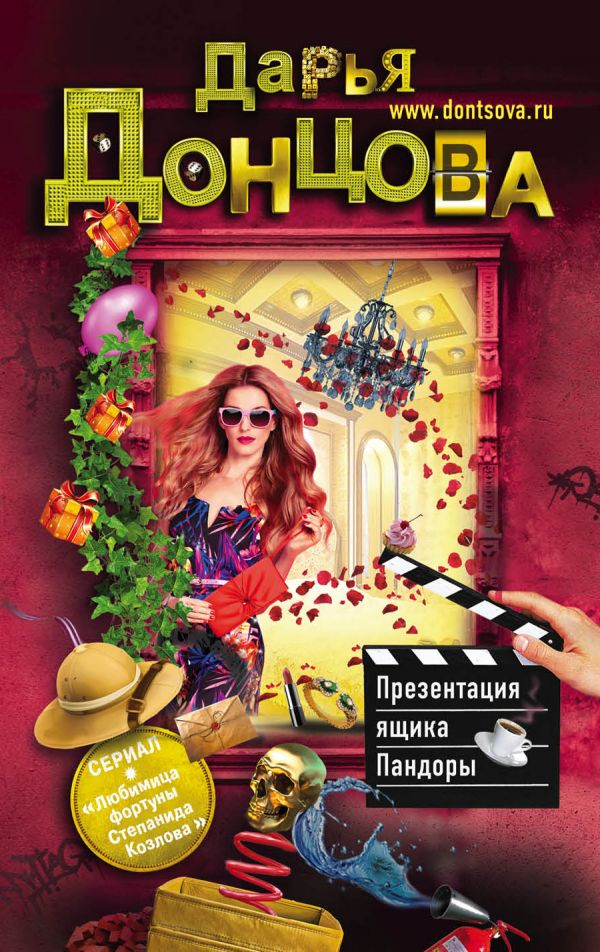 Дарья
www.dontsova.ru
Донцова
Презентация
ящика
Пандоры
СЕРИАЛ
*
«Любимица
фортуны
Степанида
Козлова»